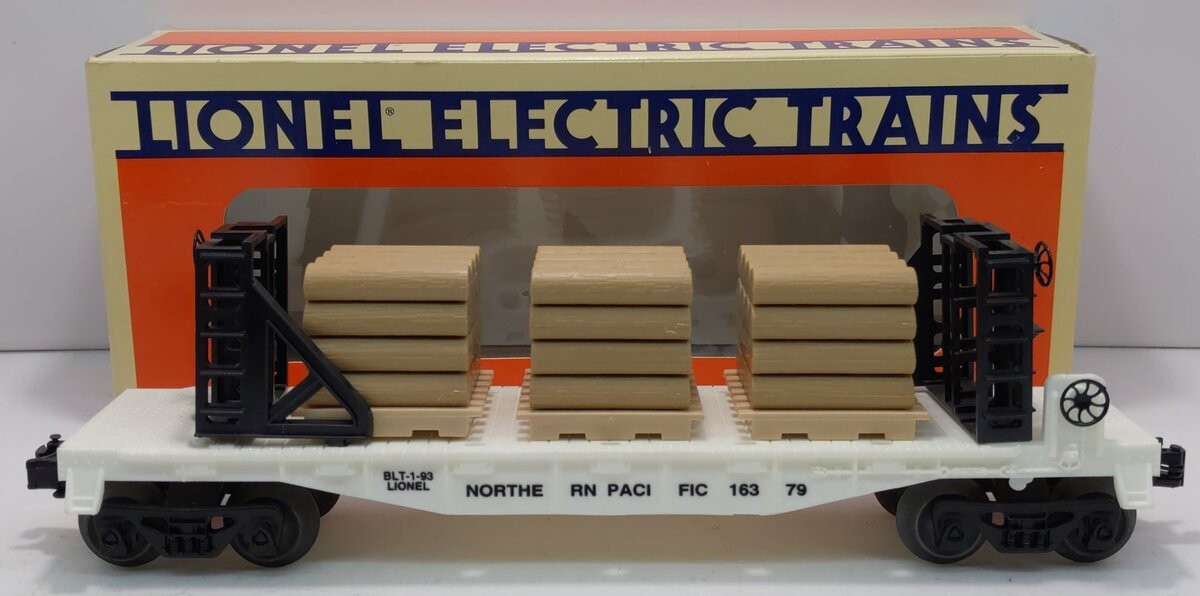 LIONEL ELECTRIC TRAINS
LIONEL® ELECTRIC TRAINS
BLT-1-93
LIONEL
NORTHE RN PACI FIC 163 79